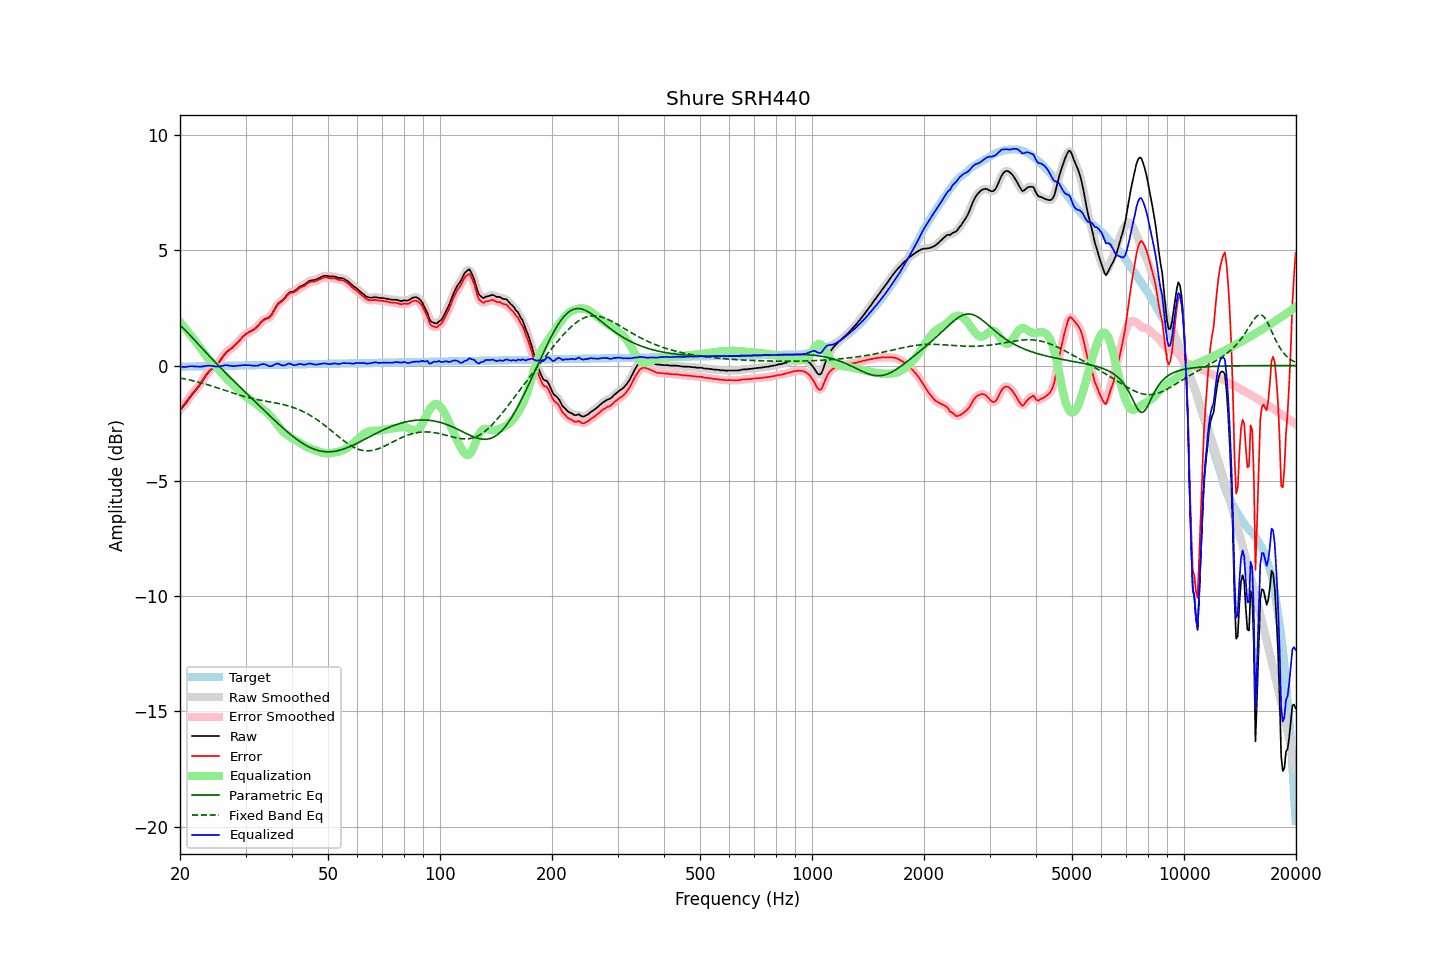 Shure SRH440
10
5
0
−5
−10
−15
−20
Amplitude (dBr)
Target
Raw Smoothed
Error Smoothed
Raw
Error
Equalization
Parametric Eq
Fixed Band Eq
Equalized
20 50 100 200 500 1000 2000 5000 10000 20000
Frequency (Hz)